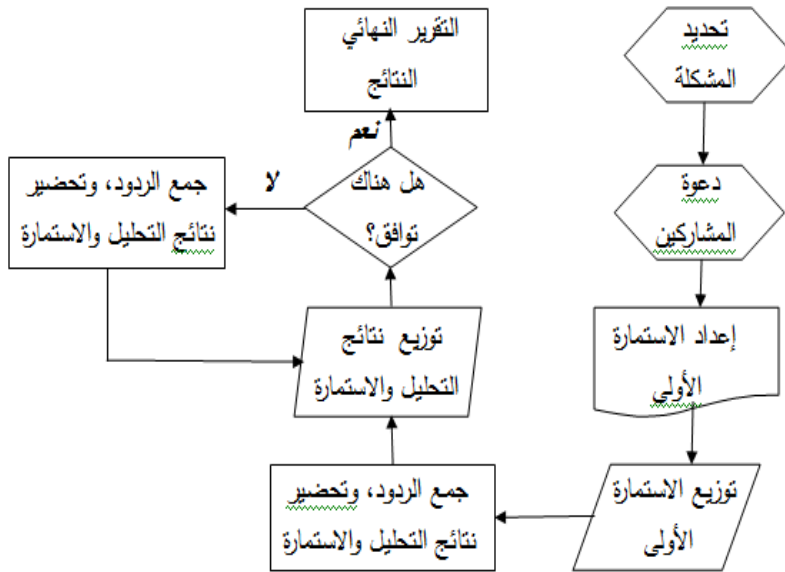 تحديد
المشكلة
دعوة
المشاركين
إعداد الاستمارة
الأولي
توزيع الاستمارة
الأولى
جمع الردود، وتحضير
نتائج التحليل والاستمارة
توزيع نتائج
التحليل والاستمارة
هل هناك
توافق؟
لا
جمع الردود، وتحضير
نتائج التحليل والاستمارة
نعم
التقرير النهائي
النتائج